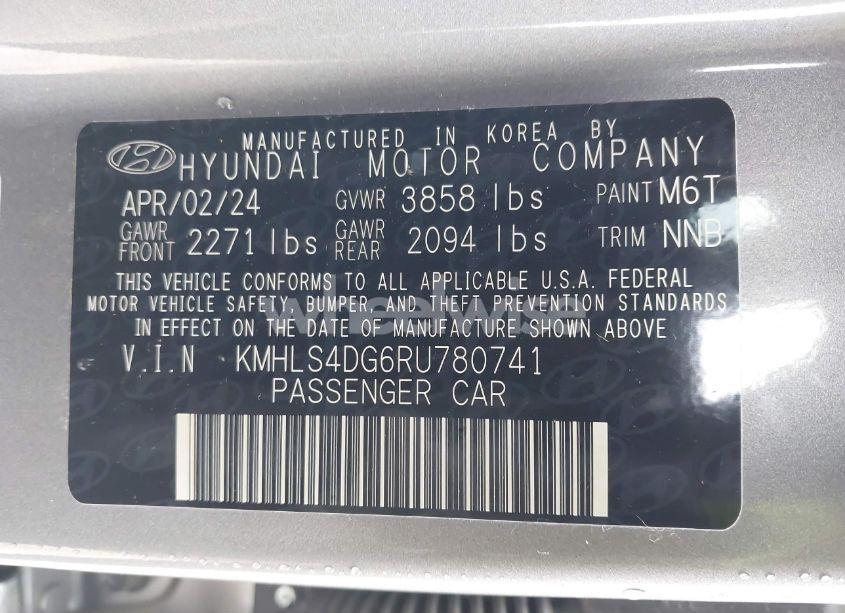 MANUFACTURED IN KOREA BY
HYUNDAI MOTOR COMPANY
APR/02/24 GVWR 3858 lbs PAINT M6T
GAWR FRONT 2271 lbs GAWR REAR 2094 lbs TRIM NNB
THIS VEHICLE CONFORMS TO ALL APPLICABLE U.S.A. FEDERAL
MOTOR VEHICLE SAFETY, BUMPER, AND THEFT PREVENTION STANDARDS
IN EFFECT ON THE DATE OF MANUFACTURE SHOWN ABOVE
wheelwise
V.I.N KMHLS4DG6RU780741
PASSENGER CAR